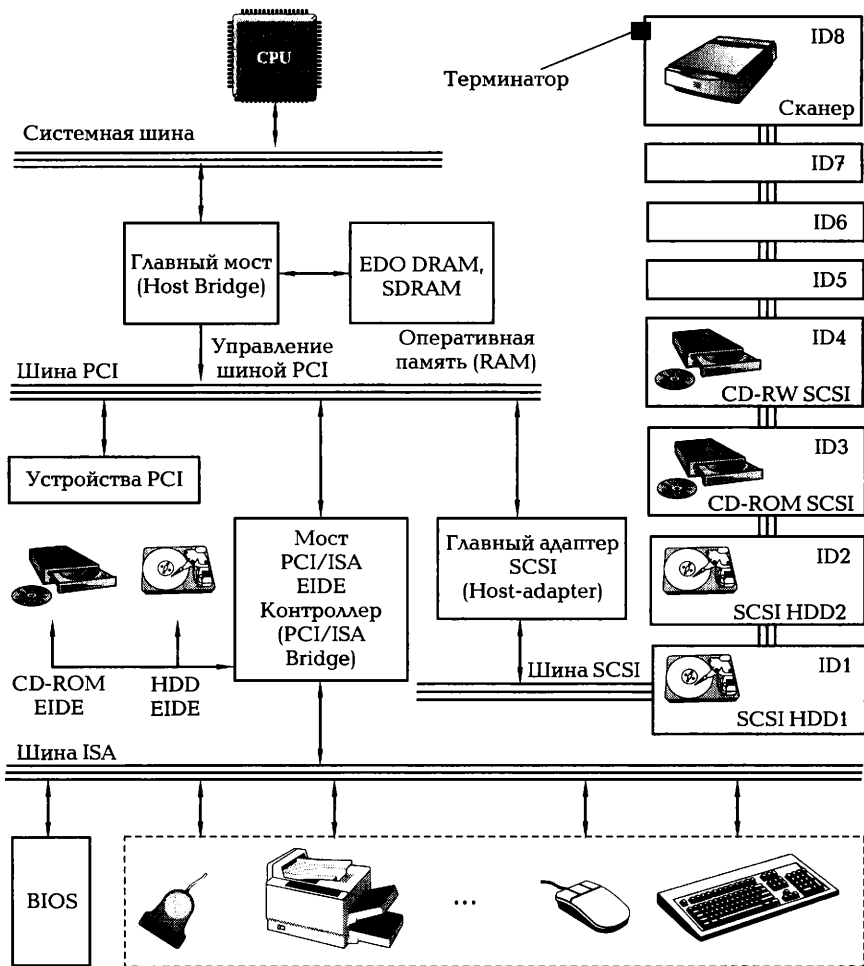 CPU
Системная шина
Терминатор
ID8
Сканер
ID7
ID6
ID5
ID4
CD-RW SCSI
ID3
CD-ROM SCSI
ID2
SCSI HDD2
ID1
SCSI HDD1
Главный мост
(Host Bridge)
EDO DRAM,
SDRAM
Оперативная
память (RAM)
Управление
шиной PCI
Шина PCI
Устройства PCI
Мост
PCI/ISA
EIDE
Контроллер
(PCI/ISA
Bridge)
Главный адаптер
SCSI
(Host-adapter)
CD-ROM
EIDE
HDD
EIDE
Шина SCSI
Шина ISA
BIOS
...